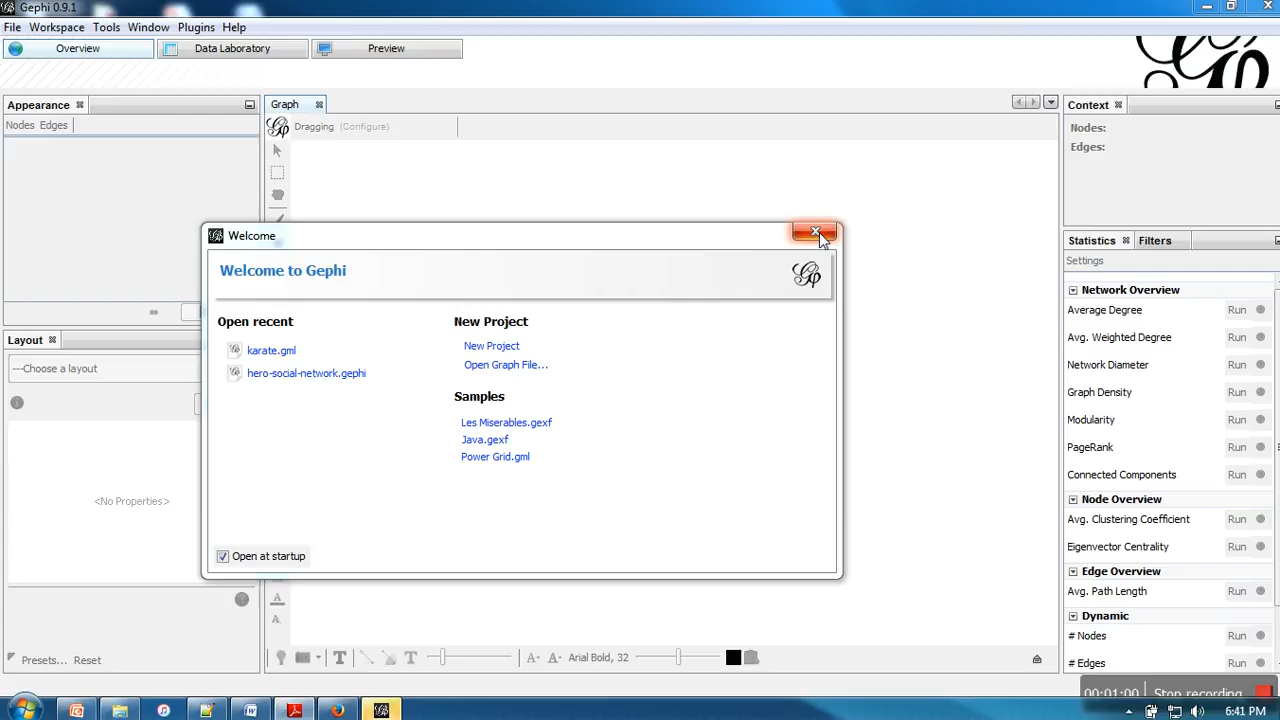 Gephi 0.9.1
File Workspace Tools Window Plugins Help
Overview Data Laboratory Preview
Appearance
Nodes Edges
Layout
---Choose a layout
<No Properties>
Presets... Reset
Graph
Dragging (Configure)
Welcome
Welcome to Gephi
Open recent
karate.gml
hero-social-network.gephi
New Project
New Project
Open Graph File...
Samples
Les Miserables.gexf
Java.gexf
Power Grid.gml
Open at startup
Arial Bold, 32
Context
Nodes:
Edges:
Statistics Filters
Settings
Network Overview
Average Degree Run
Avg. Weighted Degree Run
Network Diameter Run
Graph Density Run
Modularity Run
PageRank Run
Connected Components Run
Node Overview
Avg. Clustering Coefficient Run
Eigenvector Centrality Run
Edge Overview
Avg. Path Length Run
Dynamic
# Nodes Run
# Edges Run
00:01:00 Stop recording
6:41 PM